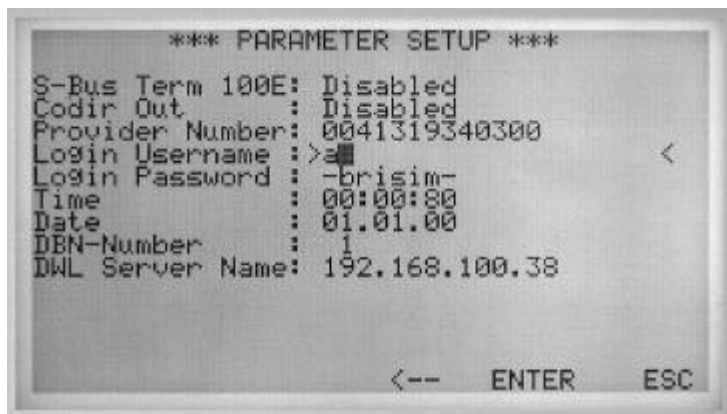 *** PARAMETER SETUP ***
S-Bus Term 100E: Disabled
Codir Out : Disabled
Provider Number: 0041319340300
Login Username :>a <
Login Password : -brisim-
Time : 00:00:80
Date : 01.01.00
DBN-Number : 1
DWL Server Name: 192.168.100.38
<-- ENTER ESC